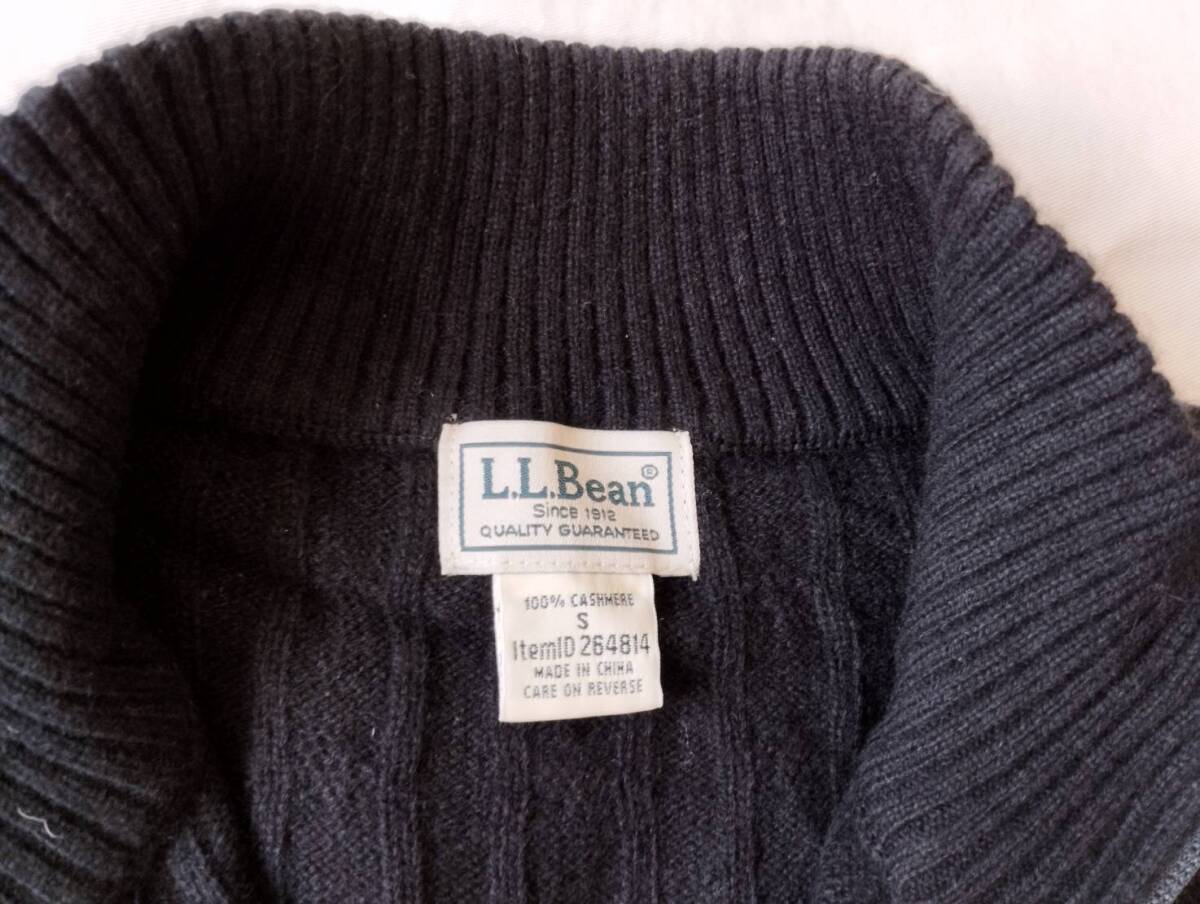 L.L.Bean®
Since 1912
QUALITY GUARANTEED
100% CASHMERE
S
ItemID 264814
MADE IN CHINA
CARE ON REVERSE